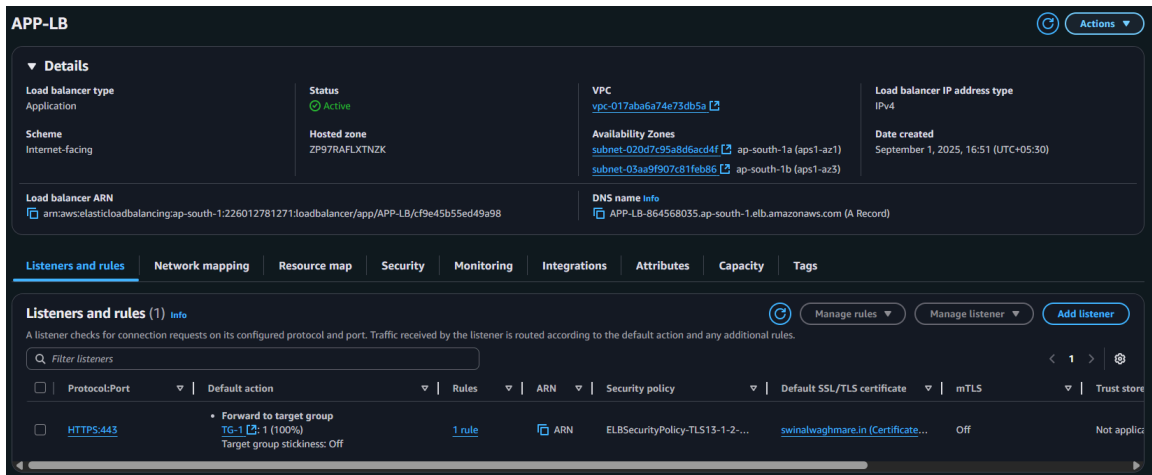 APP-LB
Actions
Details
Load balancer type
Application
Status
Active
VPC
vpc-017aba6a74e73db5a
Load balancer IP address type
IPv4
Scheme
Internet-facing
Hosted zone
ZP97RAFLXTNZK
Availability Zones
subnet-020d7c95a8d6acd4f ap-south-1a (aps1-az1)
subnet-03aa9f907c81feb86 ap-south-1b (aps1-az3)
Date created
September 1, 2025, 16:51 (UTC+05:30)
Load balancer ARN
arn:aws:elasticloadbalancing:ap-south-1:226012781271:loadbalancer/app/APP-LB/cf9e45b55ed49a98
DNS name Info
APP-LB-864568035.ap-south-1.elb.amazonaws.com (A Record)
Listeners and rules Network mapping Resource map Security Monitoring Integrations Attributes Capacity Tags
Listeners and rules (1) Info
Manage rules Manage listener Add listener
A listener checks for connection requests on its configured protocol and port. Traffic received by the listener is routed according to the default action and any additional rules.
Filter listeners
1
Protocol:Port Default action Rules ARN Security policy Default SSL/TLS certificate mTLS Trust store
HTTPS:443
• Forward to target group
TG-1: 1 (100%)
Target group stickiness: Off
1 rule
ARN
ELBSecurityPolicy-TLS13-1-2-...
swinalwaghmare.in (Certificate...
Off
Not applica